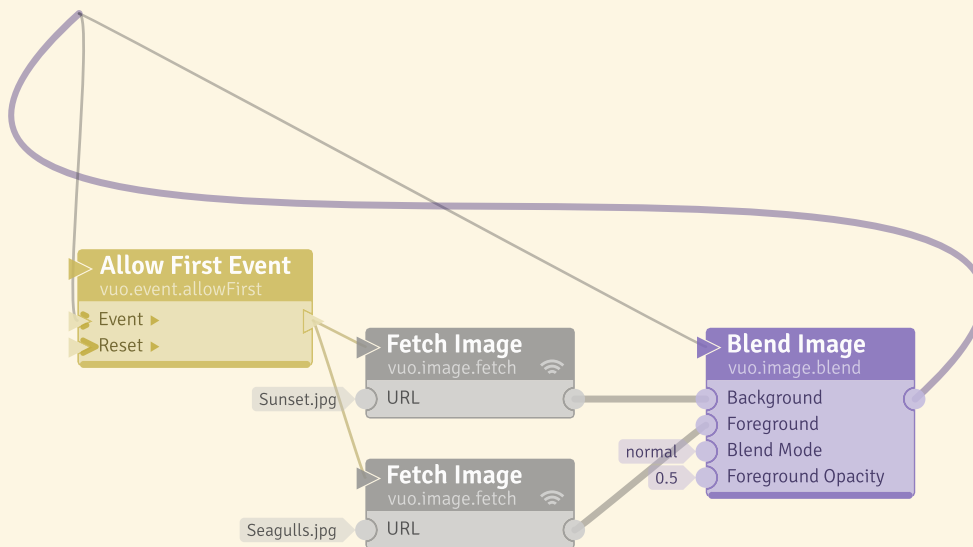 Allow First Event
vuo.event.allowFirst
Event
Reset
Fetch Image
vuo.image.fetch
Sunset.jpg
URL
Fetch Image
vuo.image.fetch
Seagulls.jpg
URL
Blend Image
vuo.image.blend
Background
Foreground
normal
Blend Mode
0.5
Foreground Opacity